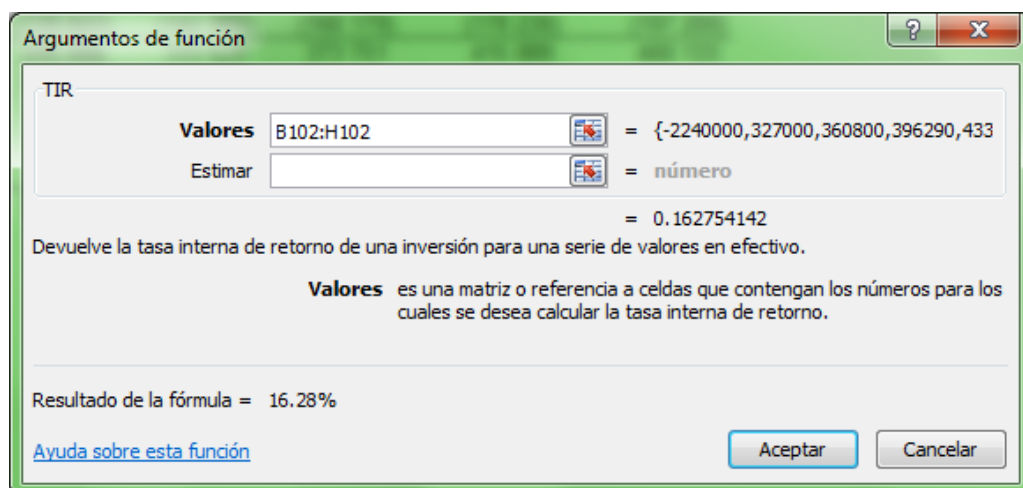 Argumentos de función
TIR
Valores B102:H102 = {-2240000,327000,360800,396290,433
Estimar = número
= 0.162754142
Devuelve la tasa interna de retorno de una inversión para una serie de valores en efectivo.
Valores es una matriz o referencia a celdas que contengan los números para los
cuales se desea calcular la tasa interna de retorno.
Resultado de la fórmula = 16.28%
Ayuda sobre esta función Aceptar Cancelar